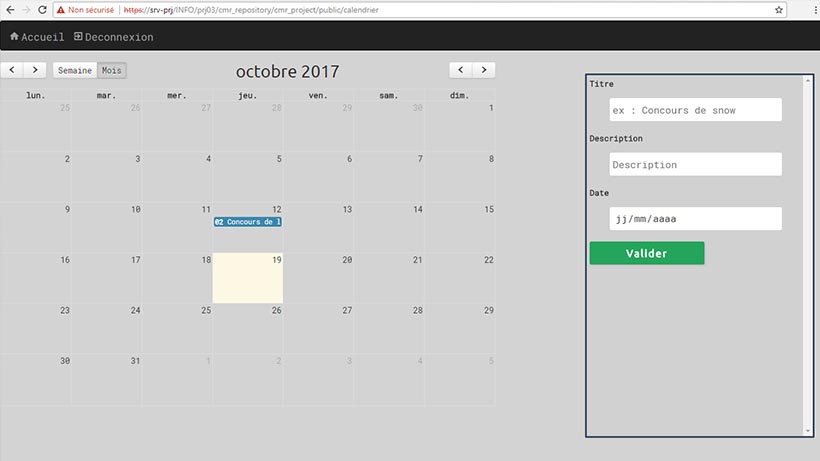 Non sécurisé | https://srv-prj/INFO/prj03/cmr_repository/cmr_project/public/calendrier
Accueil Deconnexion
Semaine Mois octobre 2017
lun. mar. mer. jeu. ven. sam. dim.
25 26 27 28 29 30 1
2 3 4 5 6 7 8
9 10 11 12 13 14 15
02 Concours de l
16 17 18 19 20 21 22
23 24 25 26 27 28 29
30 31 1 2 3 4 5
Titre
ex : Concours de snow
Description
Description
Date
jj/mm/aaaa
Valider